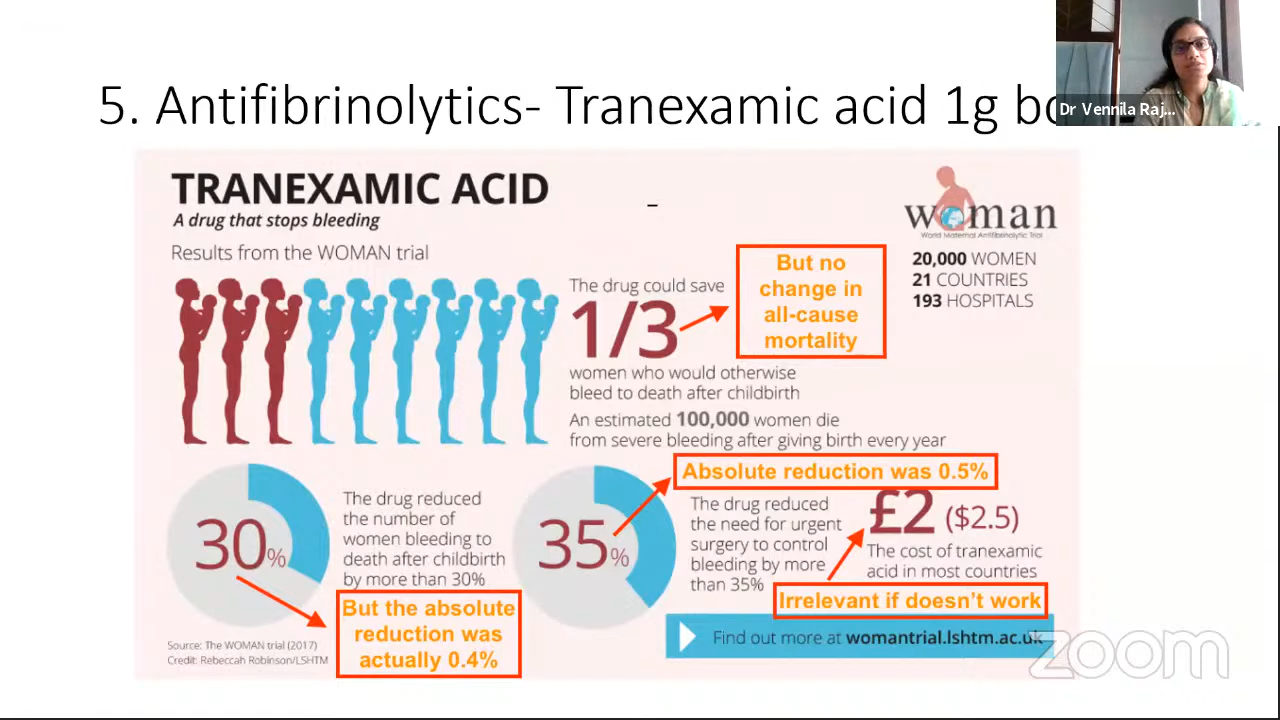 5. Antifibrinolytics- Tranexamic acid 1g
Dr Vennila Raj...
TRANEXAMIC ACID
A drug that stops bleeding
Results from the WOMAN trial
woman
World Maternal Antifibrinolytic Trial
20,000 WOMEN
21 COUNTRIES
193 HOSPITALS
The drug could save
1/3
women who would otherwise
bleed to death after childbirth
But no
change in
all-cause
mortality
An estimated 100,000 women die
from severe bleeding after giving birth every year
30%
The drug reduced
the number of
women bleeding to
death after childbirth
by more than 30%
But the absolute
reduction was
actually 0.4%
35%
Absolute reduction was 0.5%
The drug reduced
the need for urgent
surgery to control
bleeding by more
than 35%
£2 ($2.5)
The cost of tranexamic
acid in most countries
Irrelevant if doesn't work
Source: The WOMAN trial (2017)
Credit: Rebeccah Robinson/LSHTM
Find out more at womantrial.lshtm.ac.uk
zoom